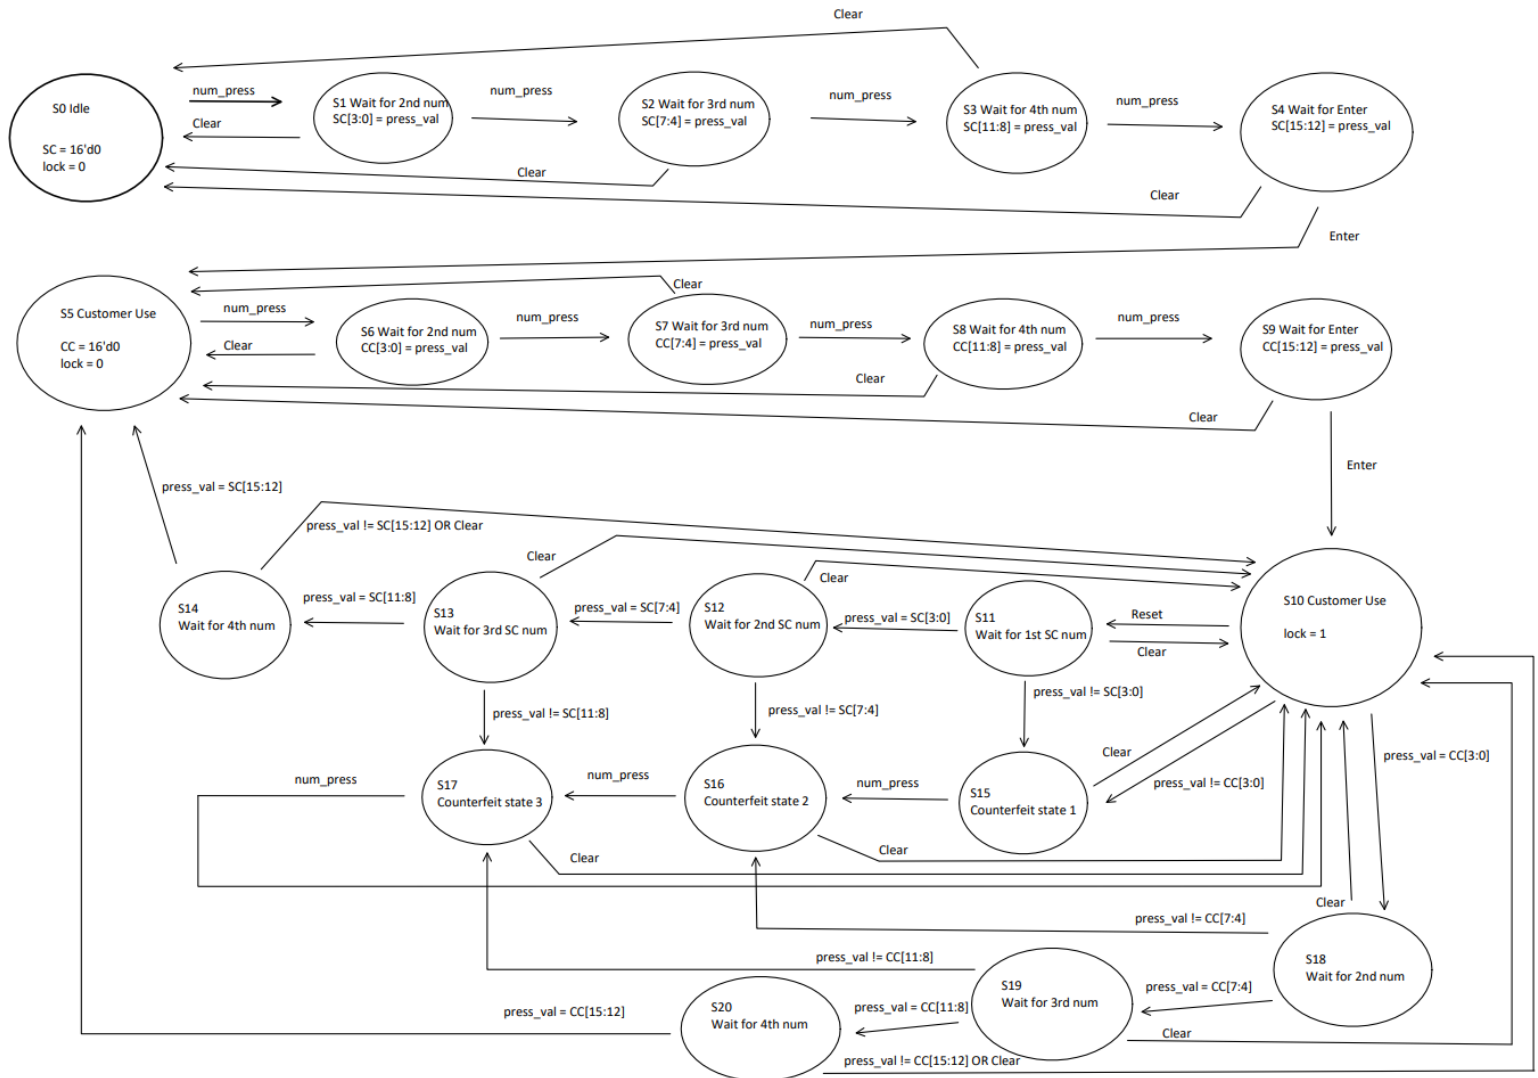 Clear
S0 Idle
SC = 16'd0
lock = 0
num_press
Clear
S1 Wait for 2nd num
SC[3:0] = press_val
num_press
S2 Wait for 3rd num
SC[7:4] = press_val
num_press
S3 Wait for 4th num
SC[11:8] = press_val
num_press
S4 Wait for Enter
SC[15:12] = press_val
Clear
Clear
Enter
S5 Customer Use
CC = 16'd0
lock = 0
num_press
Clear
S6 Wait for 2nd num
CC[3:0] = press_val
num_press
Clear
S7 Wait for 3rd num
CC[7:4] = press_val
num_press
Clear
S8 Wait for 4th num
CC[11:8] = press_val
num_press
S9 Wait for Enter
CC[15:12] = press_val
Clear
Enter
press_val = SC[15:12]
press_val != SC[15:12] OR Clear
Clear
Clear
S14
Wait for 4th num
press_val = SC[11:8]
S13
Wait for 3rd SC num
press_val = SC[7:4]
S12
Wait for 2nd SC num
press_val = SC[3:0]
S11
Wait for 1st SC num
Reset
Clear
S10 Customer Use
lock = 1
press_val != SC[11:8]
press_val != SC[7:4]
press_val != SC[3:0]
Clear
press_val != CC[3:0]
press_val = CC[3:0]
num_press
S17
Counterfeit state 3
num_press
S16
Counterfeit state 2
num_press
S15
Counterfeit state 1
Clear
Clear
Clear
press_val != CC[7:4]
press_val != CC[11:8]
S18
Wait for 2nd num
press_val = CC[7:4]
S19
Wait for 3rd num
press_val = CC[11:8]
S20
Wait for 4th num
press_val = CC[15:12]
Clear
press_val != CC[15:12] OR Clear